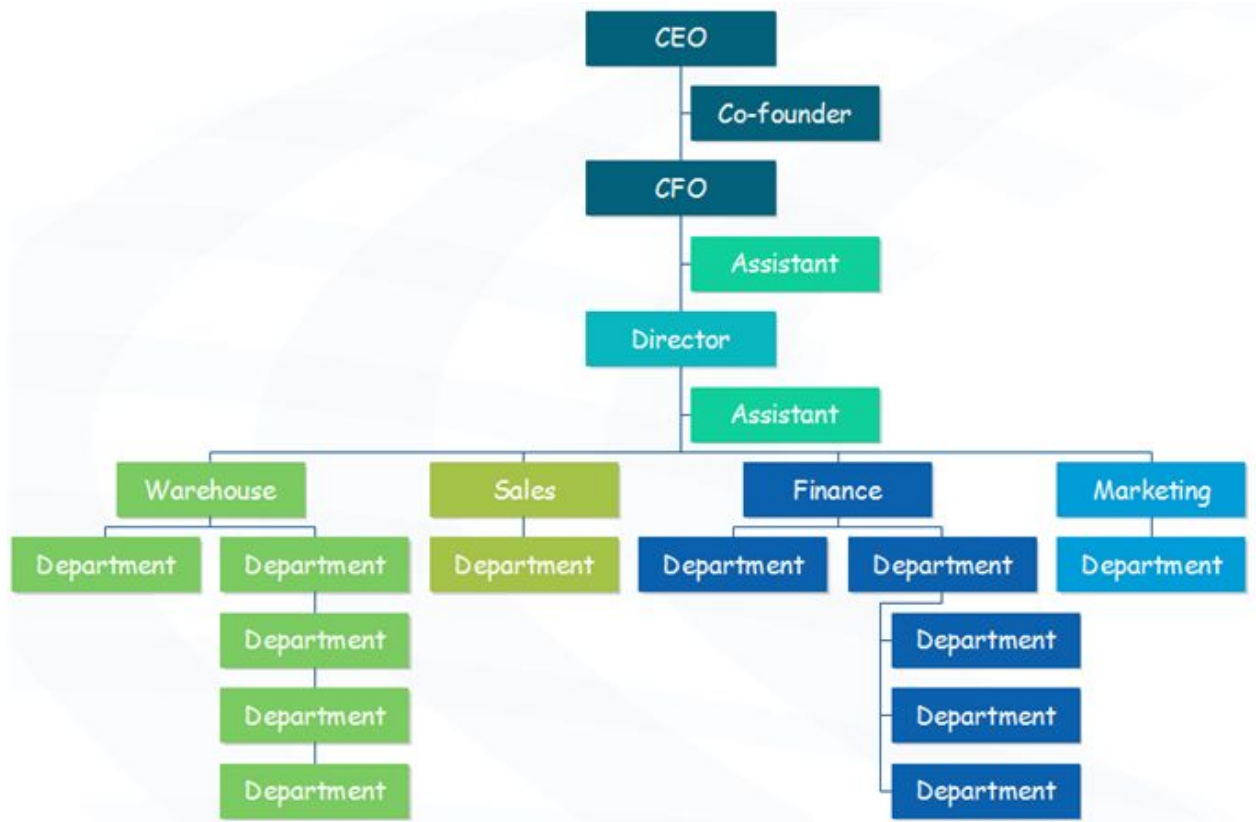 CEO
Co-founder
CFO
Assistant
Director
Assistant
Warehouse
Sales
Finance
Marketing
Department
Department
Department
Department
Department
Department
Department
Department
Department
Department
Department
Department